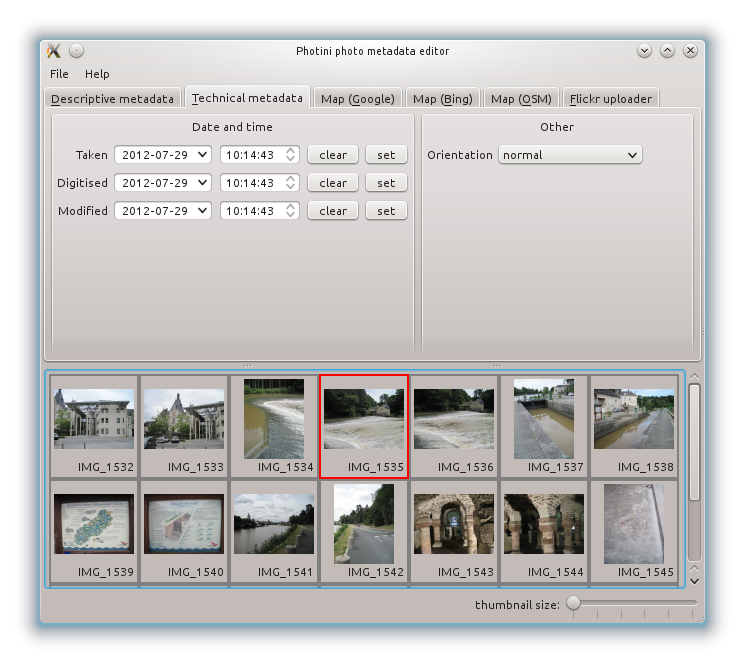 Photini photo metadata editor
File Help
Descriptive metadata Technical metadata Map (Google) Map (Bing) Map (OSM) Flickr uploader
Date and time Other
Taken 2012-07-29 10:14:43 clear set Orientation normal
Digitised 2012-07-29 10:14:43 clear set
Modified 2012-07-29 10:14:43 clear set
IMG_1532 IMG_1533 IMG_1534 IMG_1535 IMG_1536 IMG_1537 IMG_1538
IMG_1539 IMG_1540 IMG_1541 IMG_1542 IMG_1543 IMG_1544 IMG_1545
thumbnail size: